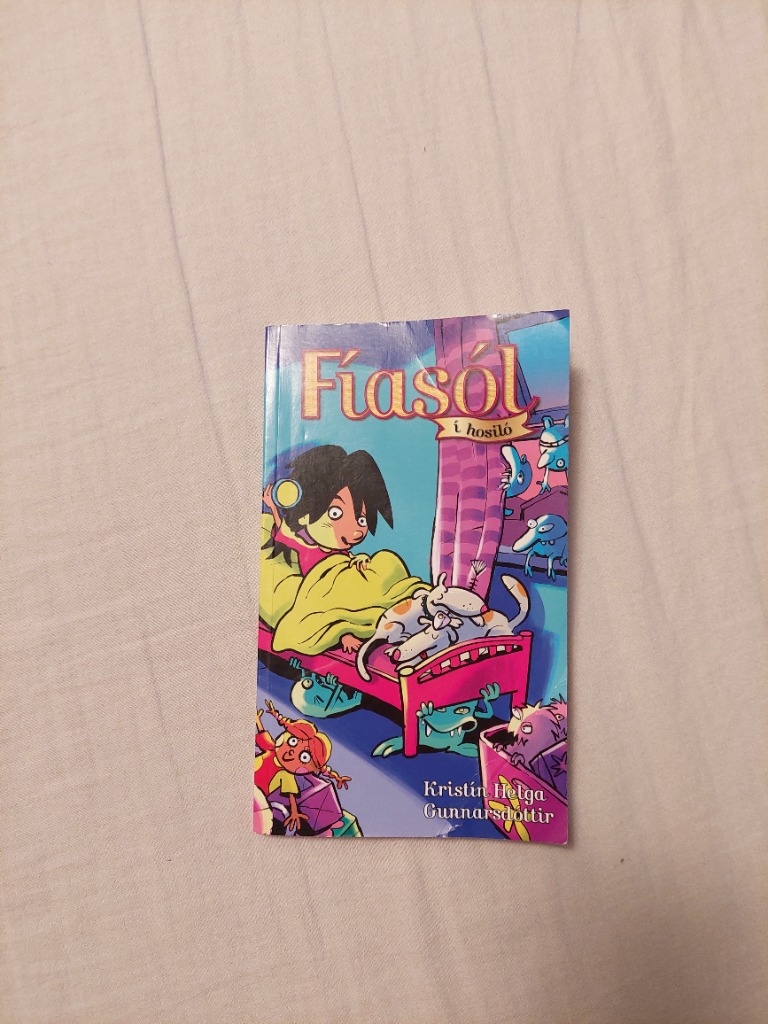 Fíasól
í hosiló
Kristín Helga
Gunnarsdóttir